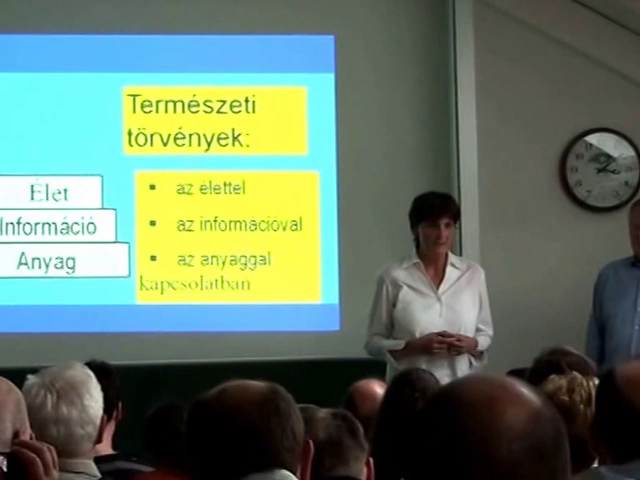 Természeti
törvények:
Élet
Információ
Anyag
▪ az élettel
▪ az információval
▪ az anyaggal
kapcsolatban